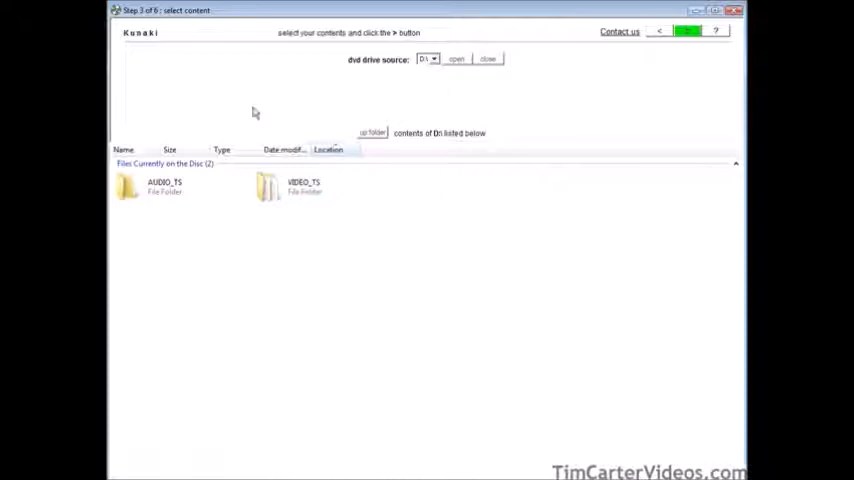 Step 3 of 6 : select content
Kunaki
select your contents and click the > button
Contact us
<
>
?
dvd drive source:
D:\
open
close
up folder
contents of D:\ listed below
Name
Size
Type
Date modif...
Location
Files Currently on the Disc (2)
AUDIO_TS
File Folder
VIDEO_TS
File Folder
TimCarterVideos.com